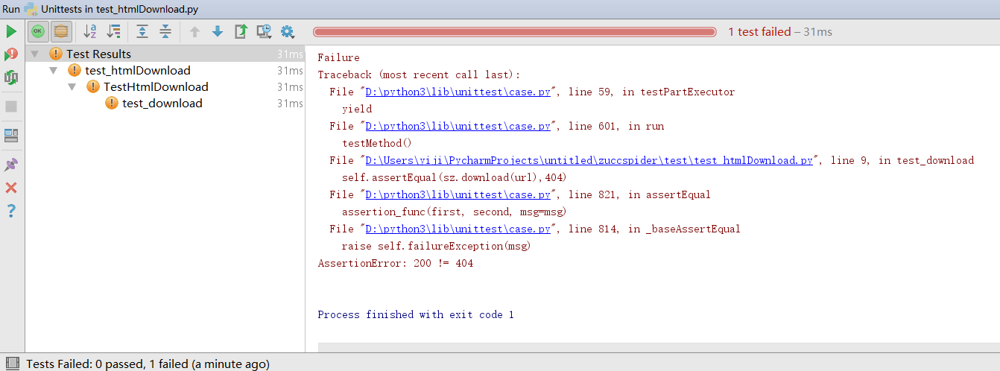 Run Unittests in test_htmlDownload.py
OK
1 test failed – 31ms
Test Results 31ms
test_htmlDownload 31ms
TestHtmlDownload 31ms
test_download 31ms
Failure
Traceback (most recent call last):
File "D:\python3\lib\unittest\case.py", line 59, in testPartExecutor
yield
File "D:\python3\lib\unittest\case.py", line 601, in run
testMethod()
File "D:\Users\yiji\PycharmProjects\untitled\zuccspider\test\test_htmlDownload.py", line 9, in test_download
self.assertEqual(sz.download(url),404)
File "D:\python3\lib\unittest\case.py", line 821, in assertEqual
assertion_func(first, second, msg=msg)
File "D:\python3\lib\unittest\case.py", line 814, in _baseAssertEqual
raise self.failureException(msg)
AssertionError: 200 != 404
Process finished with exit code 1
Tests Failed: 0 passed, 1 failed (a minute ago)